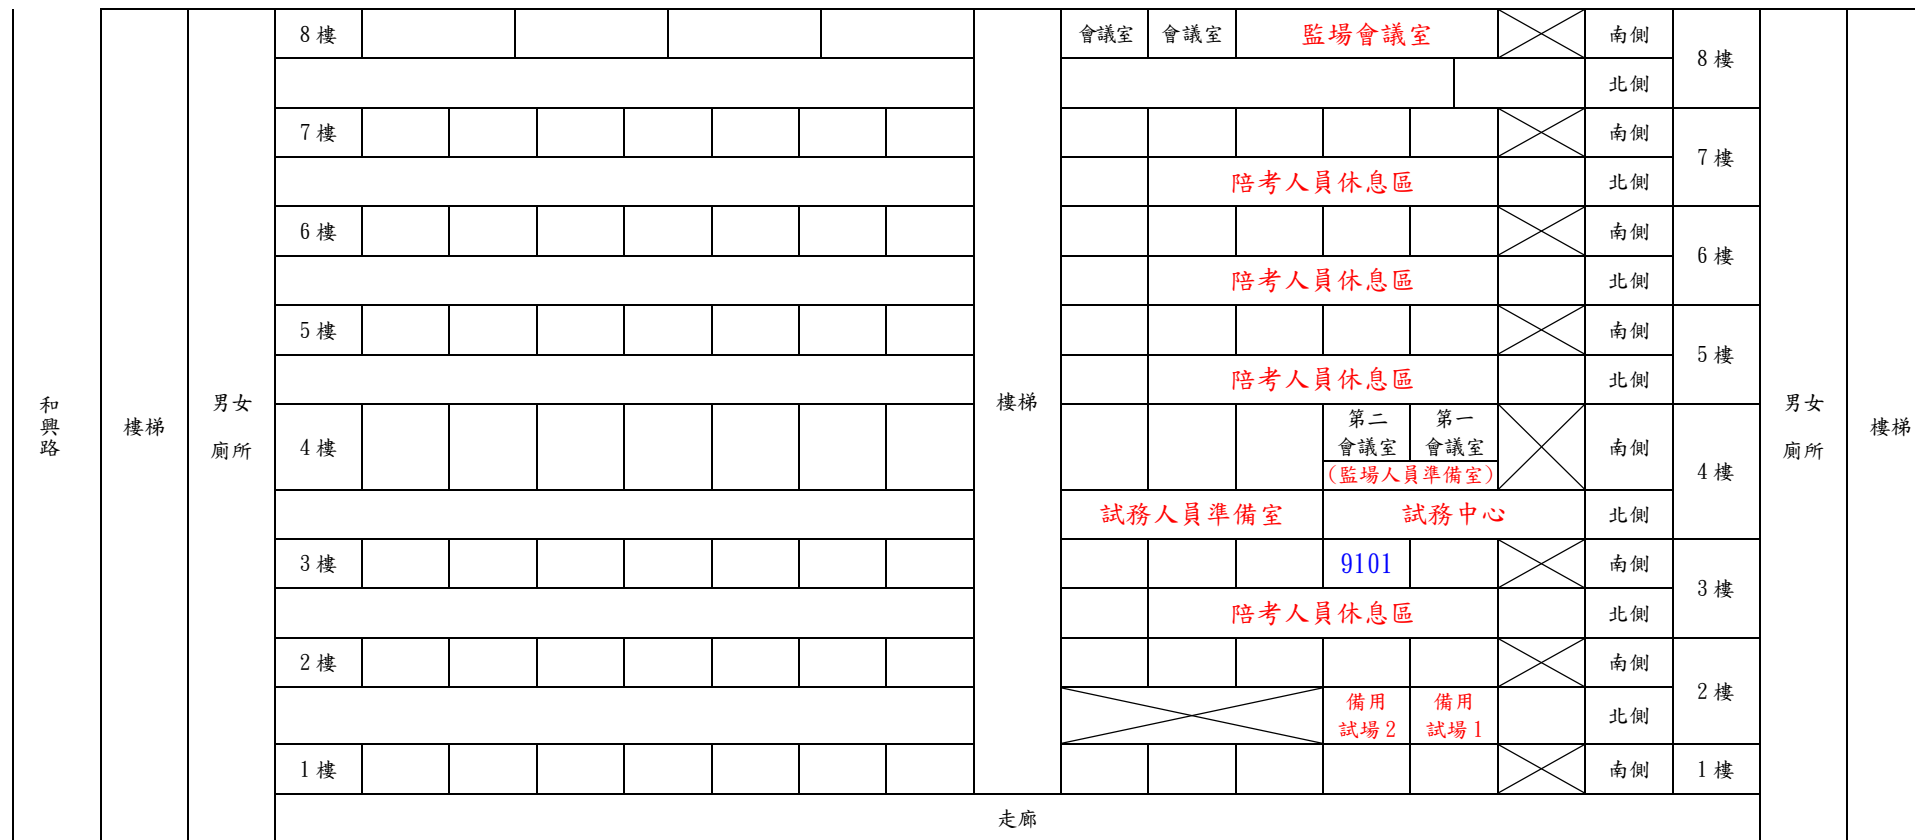 8樓 會議室 會議室 監場會議室 南側 8樓
北側
7樓 南側 7樓
陪考人員休息區 北側
6樓 南側 6樓
陪考人員休息區 北側
5樓 南側 5樓
陪考人員休息區 北側
和興路 樓梯 男女廁所 樓梯 男女廁所 樓梯
4樓 第二會議室 第一會議室 南側 4樓
(監場人員準備室)
試務人員準備室 試務中心 北側
3樓 9101 南側 3樓
陪考人員休息區 北側
2樓 南側 2樓
備用試場2 備用試場1 北側
1樓 南側 1樓
走廊